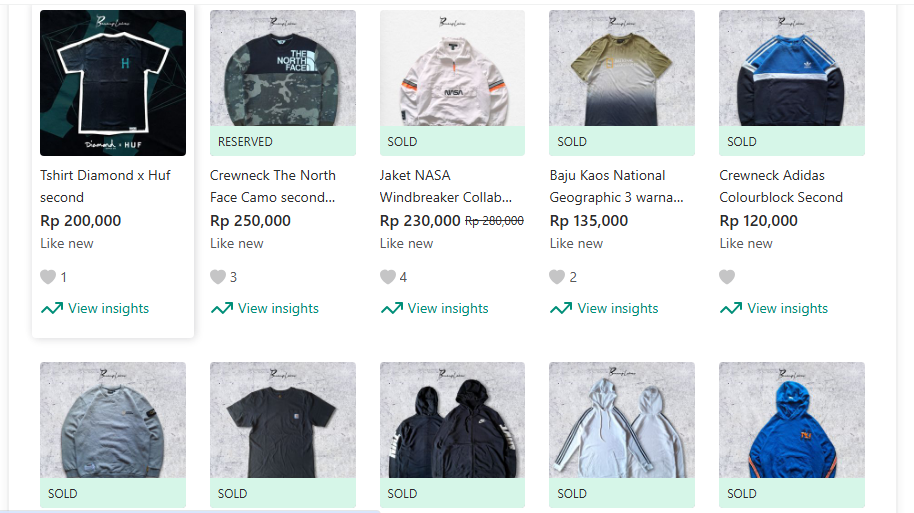 H
Diamond x HUF
THE
NORTH
FACE
RESERVED
NASA
SOLD
SOLD
adidas
SOLD
Tshirt Diamond x Huf
second
Rp 200,000
Like new
1
View insights
Crewneck The North
Face Camo second...
Rp 250,000
Like new
3
View insights
Jaket NASA
Windbreaker Collab...
Rp 230,000 Rp 280,000
Like new
4
View insights
Baju Kaos National
Geographic 3 warna...
Rp 135,000
Like new
2
View insights
Crewneck Adidas
Colourblock Second
Rp 120,000
Like new
View insights
SOLD
SOLD
SOLD
SOLD
SOLD